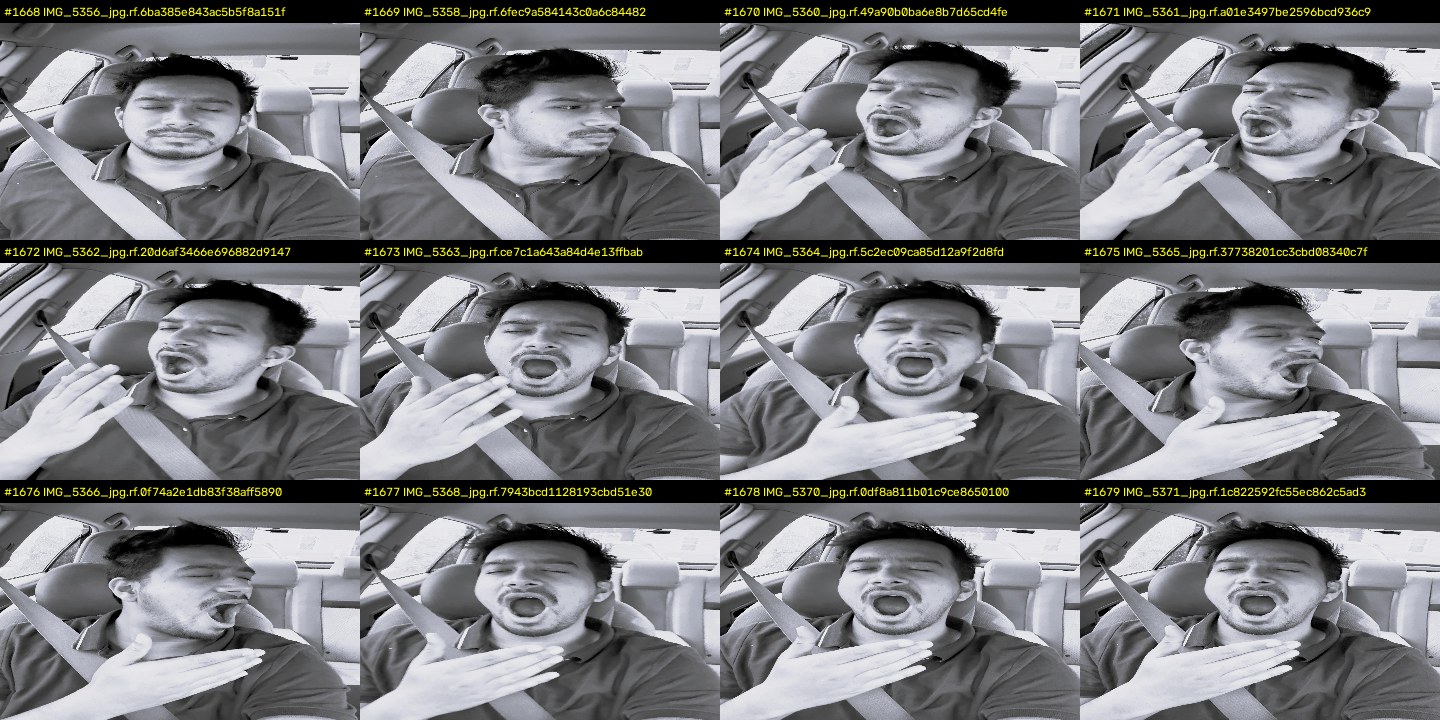 #1668 IMG_5356_jpg.rf.6ba385e843ac5b5f8a151f
#1669 IMG_5358_jpg.rf.6fec9a584143c0a6c84482
#1670 IMG_5360_jpg.rf.49a90b0ba6e8b7d65cd4fe
#1671 IMG_5361_jpg.rf.a01e3497be2596bcd936c9
#1672 IMG_5362_jpg.rf.20d6af3466e696882d9147
#1673 IMG_5363_jpg.rf.ce7c1a643a84d4e13ffbab
#1674 IMG_5364_jpg.rf.5c2ec09ca85d12a9f2d8fd
#1675 IMG_5365_jpg.rf.37738201cc3cbd08340c7f
#1676 IMG_5366_jpg.rf.0f74a2e1db83f38aff5890
#1677 IMG_5368_jpg.rf.7943bcd1128193cbd51e30
#1678 IMG_5370_jpg.rf.0df8a811b01c9ce8650100
#1679 IMG_5371_jpg.rf.1c822592fc55ec862c5ad3